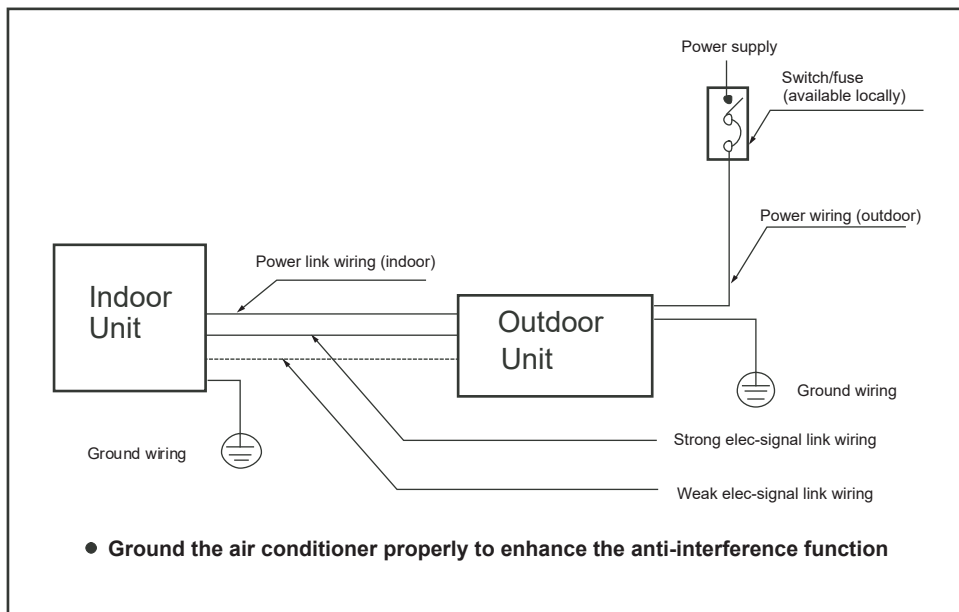 Power supply
Switch/fuse
(available locally)
Power wiring (outdoor)
Power link wiring (indoor)
Indoor
Unit
Outdoor
Unit
Ground wiring
Ground wiring
Strong elec-signal link wiring
Weak elec-signal link wiring
● Ground the air conditioner properly to enhance the anti-interference function